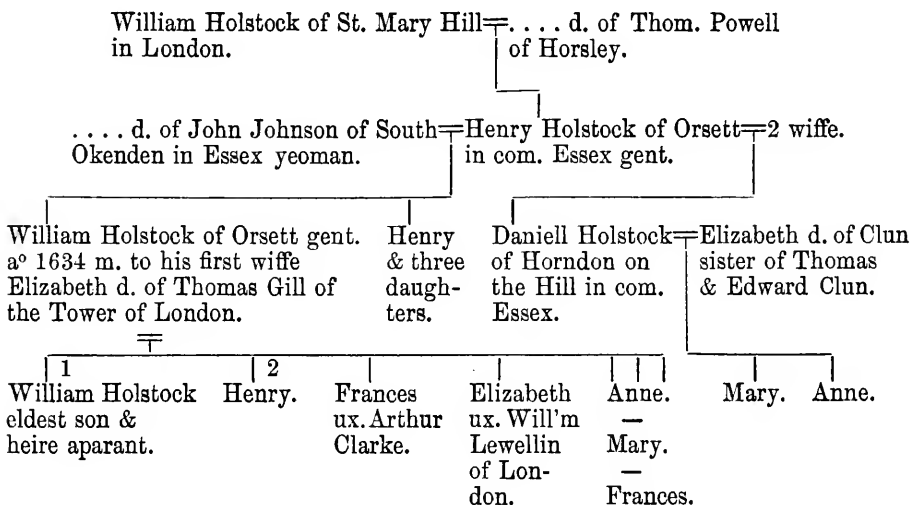 William Holstock of St. Mary Hill=. . . . d. of Thom. Powell
in London. of Horsley.
. . . . d. of John Johnson of South=Henry Holstock of Orsett=2 wiffe.
Okenden in Essex yeoman. in com. Essex gent.
William Holstock of Orsett gent.
aº 1634 m. to his first wiffe
Elizabeth d. of Thomas Gill of
the Tower of London.
Henry
& three
daugh-
ters.
Daniell Holstock=Elizabeth d. of Clun
of Horndon on
the Hill in com.
Essex.
sister of Thomas
& Edward Clun.
1
William Holstock
eldest son &
heire aparant.
2
Henry.
Frances
ux. Arthur
Clarke.
Elizabeth
ux. Will'm
Lewellin
of Lon-
don.
Anne.
—
Mary.
—
Frances.
Mary.
Anne.